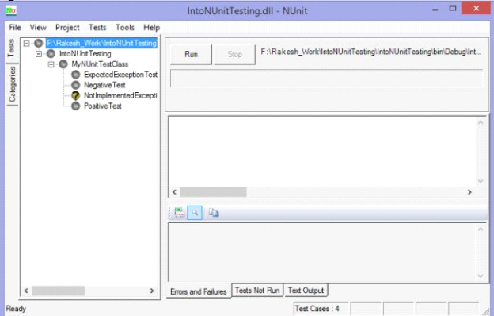 IntoNUnitTesting.dll - NUnit
File View Project Tests Tools Help
Tests
Categories
F:\Rakesh_Work\IntoNUnitTesting
IntoNUnitTesting
MyNUnitTestClass
ExpectedExceptionTest
NegativeTest
NotImplementedExcepti
PositiveTest
Run Stop F:\Rakesh_Work\IntoNUnitTesting\IntoNUnitTesting\bin\Debug\Int...
Errors and Failures Tests Not Run Text Output
Ready Test Cases : 4